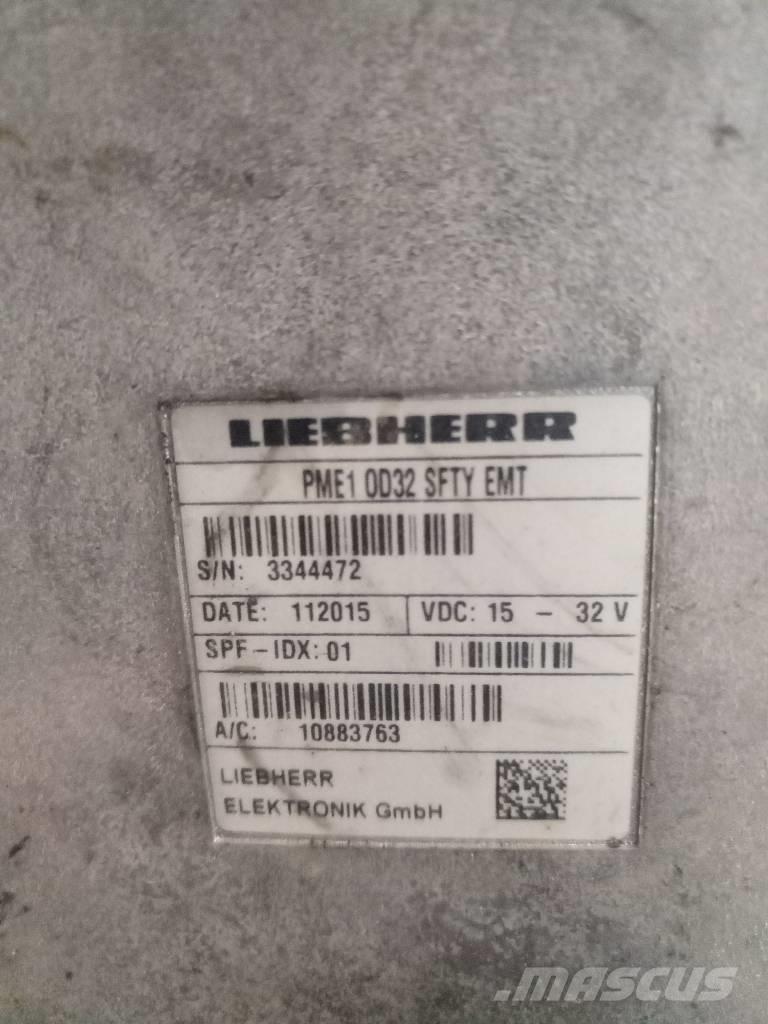 LIEBHERR
PME1 OD32 SFTY EMT
S/N: 3344472
DATE: 112015 VDC: 15 - 32 V
SPF-IDX: 01
A/C: 10883763
LIEBHERR
ELEKTRONIK GmbH
MASCUS